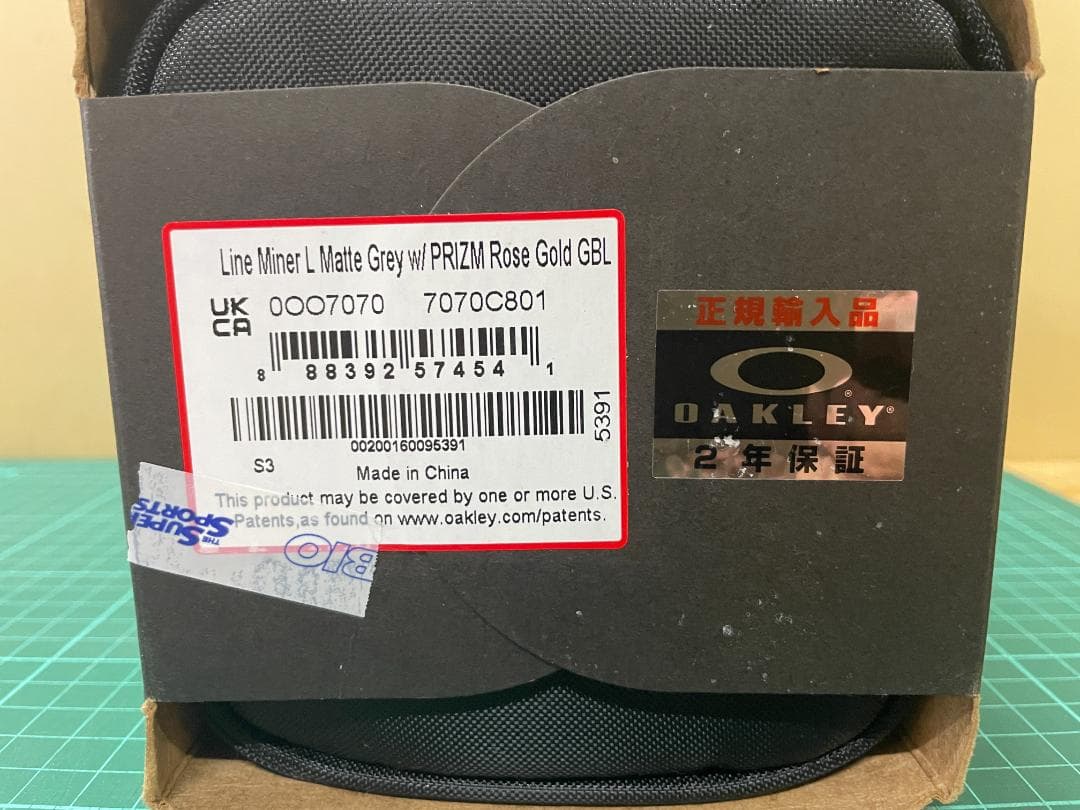 Line Miner L Matte Grey w/ PRIZM Rose Gold GBL
UK
CA
OOO7070 7070C801
8 88392 57454 1
00200160095391
5391
S3
Made in China
This product may be covered by one or more U.S.
Patents,as found on www.oakley.com/patents.
THE
SUPER
SPORTS
XEBIO
正規輸入品
OAKLEY®
2年保証